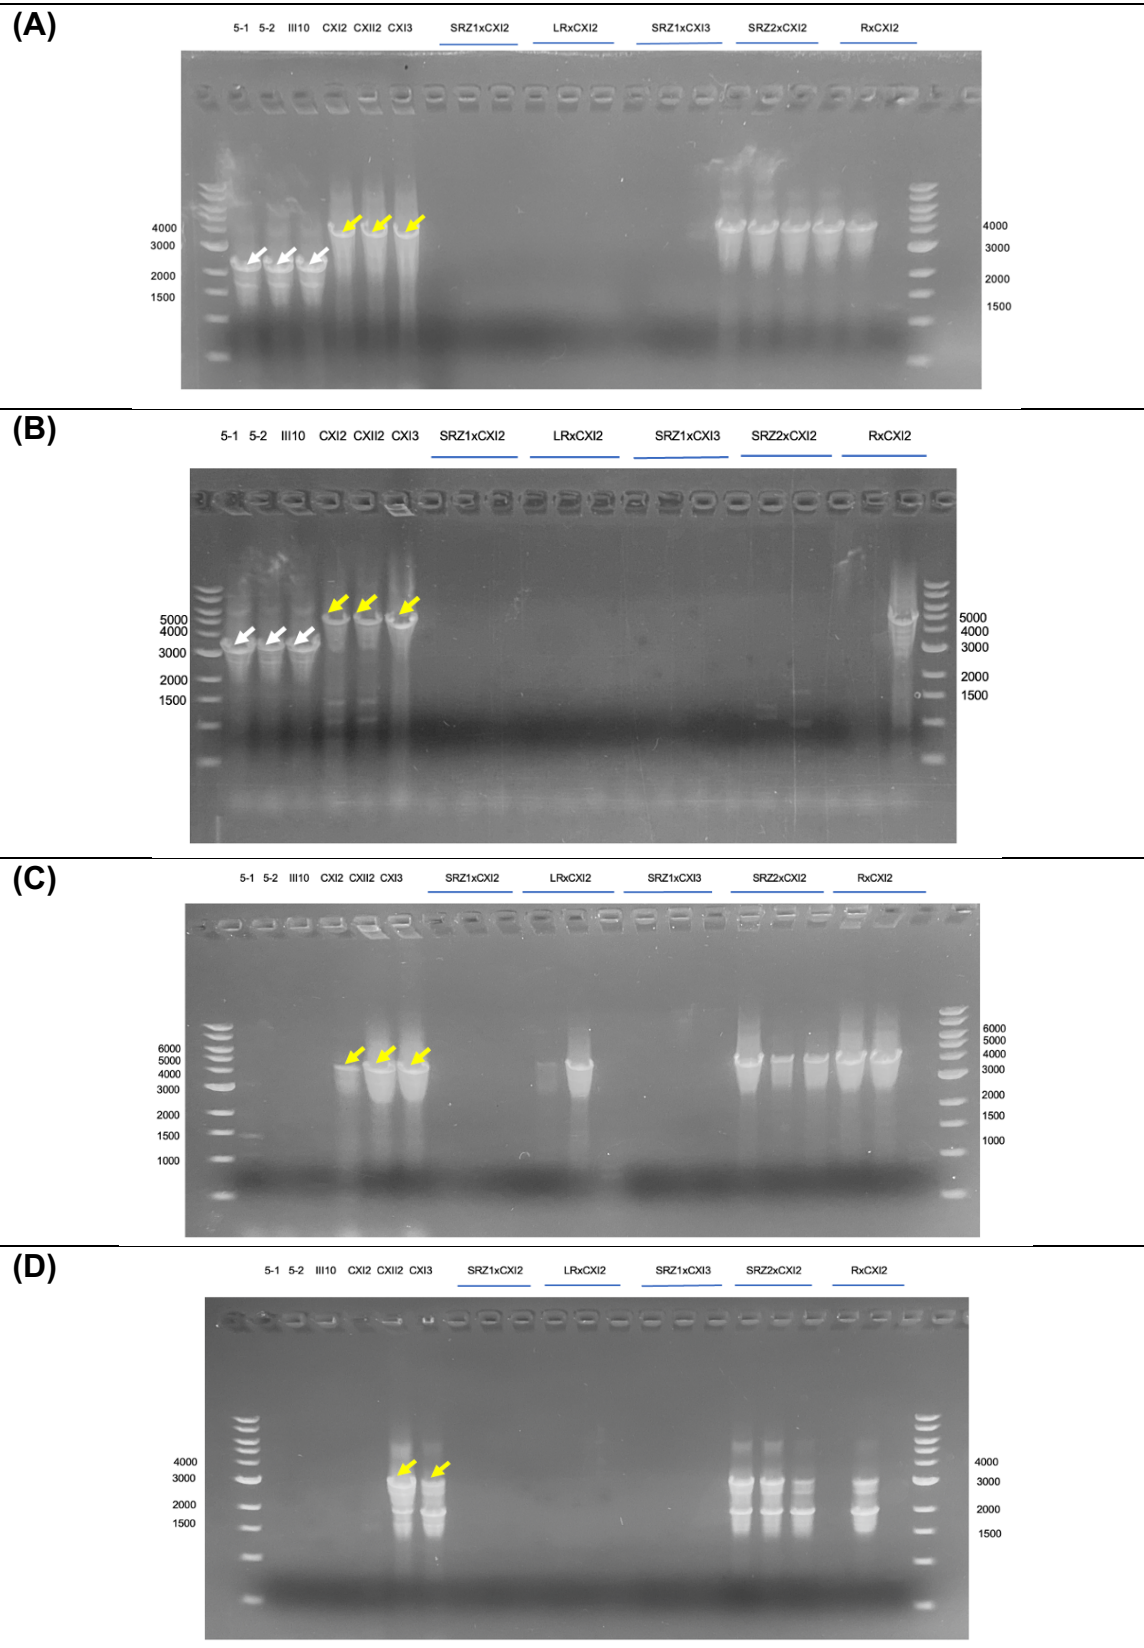 (A)
5-1 5-2 III10 CXI2 CXII2 CXI3 SRZ1xCXI2 LRxCXI2 SRZ1xCXI3 SRZ2xCXI2 RxCXI2
4000 4000
3000 3000
2000 2000
1500 1500
(B)
5-1 5-2 III10 CXI2 CXII2 CXI3 SRZ1xCXI2 LRxCXI2 SRZ1xCXI3 SRZ2xCXI2 RxCXI2
5000 5000
4000 4000
3000 3000
2000 2000
1500 1500
(C)
5-1 5-2 III10 CXI2 CXII2 CXI3 SRZ1xCXI2 LRxCXI2 SRZ1xCXI3 SRZ2xCXI2 RxCXI2
6000 6000
5000 5000
4000 4000
3000 3000
2000 2000
1500 1500
1000 1000
(D)
5-1 5-2 III10 CXI2 CXII2 CXI3 SRZ1xCXI2 LRxCXI2 SRZ1xCXI3 SRZ2xCXI2 RxCXI2
4000 4000
3000 3000
2000 2000
1500 1500